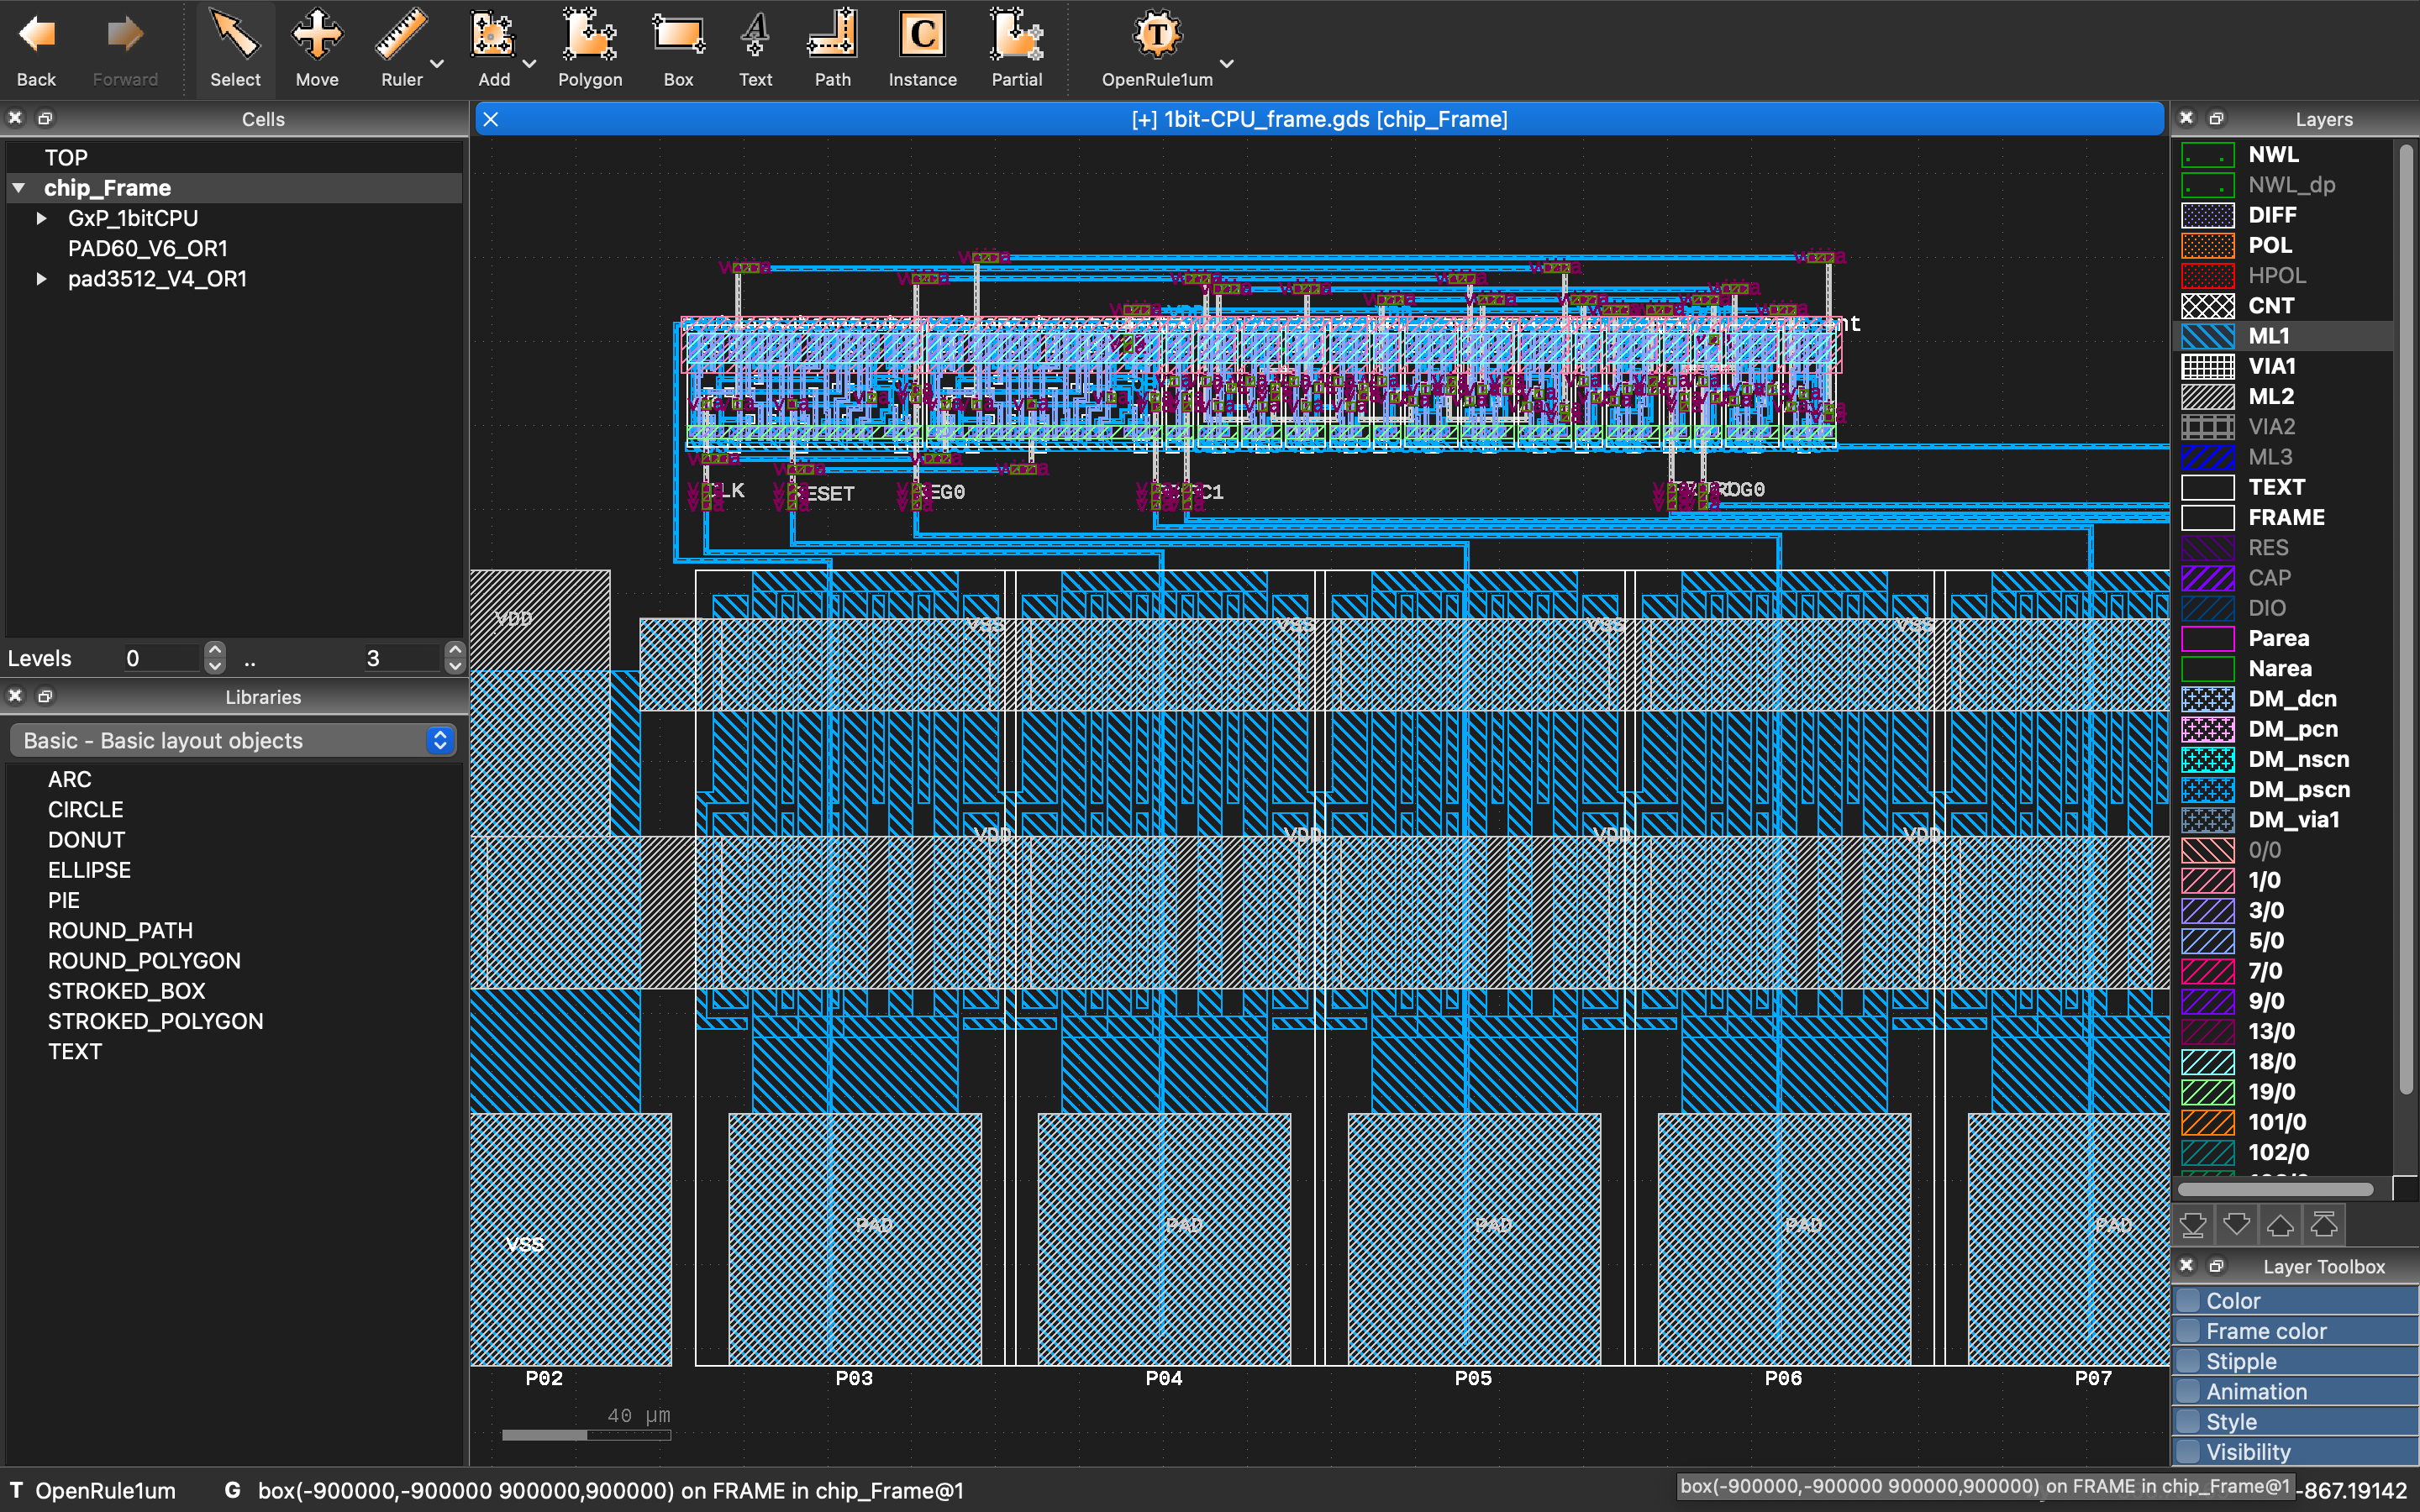 Back
Forward
Select
Move
Ruler
Add
Polygon
Box
Text
Path
Instance
Partial
OpenRule1um
Cells
TOP
chip_Frame
GxP_1bitCPU
PAD60_V6_OR1
pad3512_V4_OR1
Levels 0 .. 3
Libraries
Basic - Basic layout objects
ARC
CIRCLE
DONUT
ELLIPSE
PIE
ROUND_PATH
ROUND_POLYGON
STROKED_BOX
STROKED_POLYGON
TEXT
[+] 1bit-CPU_frame.gds [chip_Frame]
VDD
VSS
VSS
VSS
VSS
VDD
VDD
VDD
VDD
VSS
PAD
PAD
PAD
PAD
PAD
P02
P03
P04
P05
P06
P07
40 µm
Layers
NWL
NWL_dp
DIFF
POL
HPOL
CNT
ML1
VIA1
ML2
VIA2
ML3
TEXT
FRAME
RES
CAP
DIO
Parea
Narea
DM_dcn
DM_pcn
DM_nscn
DM_pscn
DM_via1
0/0
1/0
3/0
5/0
7/0
9/0
13/0
18/0
19/0
101/0
102/0
Layer Toolbox
Color
Frame color
Stipple
Animation
Style
Visibility
T OpenRule1um
G box(-900000,-900000 900000,900000) on FRAME in chip_Frame@1
box(-900000,-900000 900000,900000) on FRAME in chip_Frame@1
-867.19142